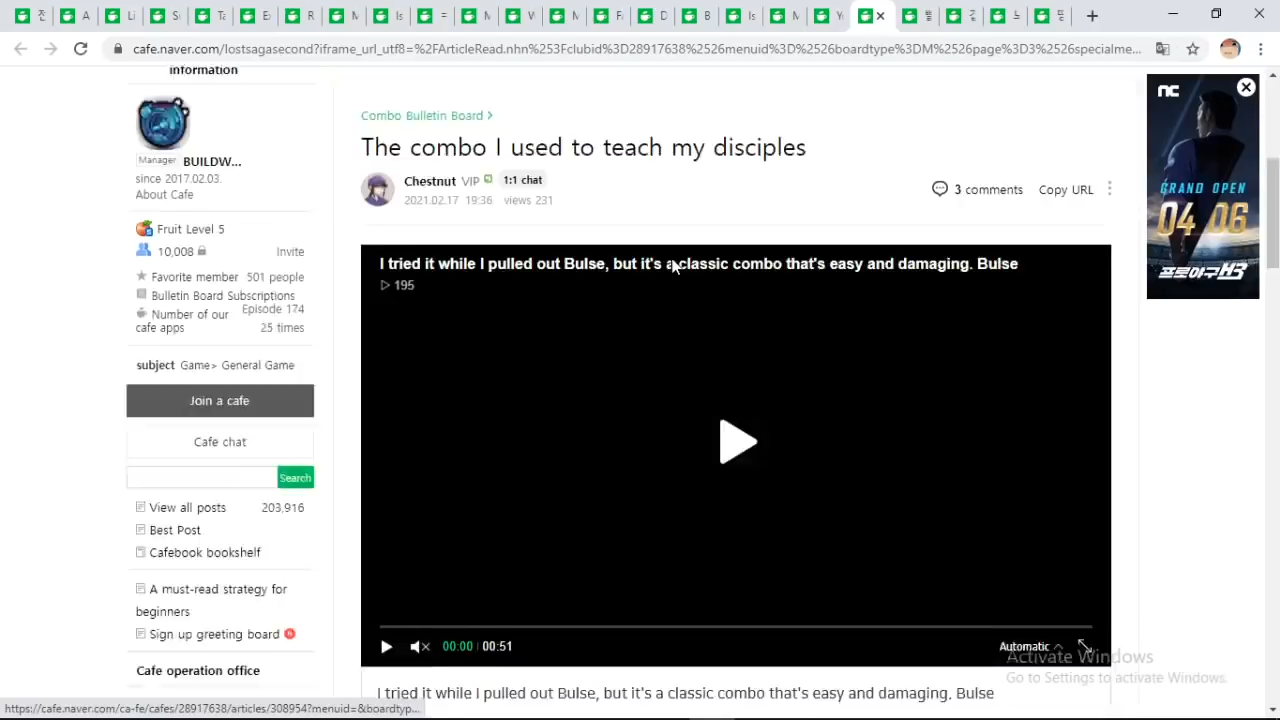 cafe.naver.com/lostsagasecond?iframe_url_utf8=%2FArticleRead.nhn%253Fclubid%3D28917638%2526menuid%3D%2526boardtype%3DM%2526page%3D3%2526specialme...
information
Manager BUILDW...
since 2017.02.03.
About Cafe
Fruit Level 5
10,008 Invite
Favorite member 501 people
Bulletin Board Subscriptions
Episode 174
Number of our
cafe apps 25 times
subject Game> General Game
Join a cafe
Cafe chat
Search
View all posts 203,916
Best Post
Cafebook bookshelf
A must-read strategy for
beginners
Sign up greeting board
Cafe operation office
Combo Bulletin Board >
The combo I used to teach my disciples
Chestnut VIP 1:1 chat
2021.02.17 19:36 views 231
3 comments Copy URL
I tried it while I pulled out Bulse, but it's a classic combo that's easy and damaging. Bulse
195
00:00 00:51
Automatic
I tried it while I pulled out Bulse, but it's a classic combo that's easy and damaging. Bulse
nc
GRAND OPEN
04 06
프로야구H3
Activate Windows
Go to Settings to activate Windows.
https://cafe.naver.com/ca-fe/cafes/28917638/articles/308954?menuid=&boardtyp...